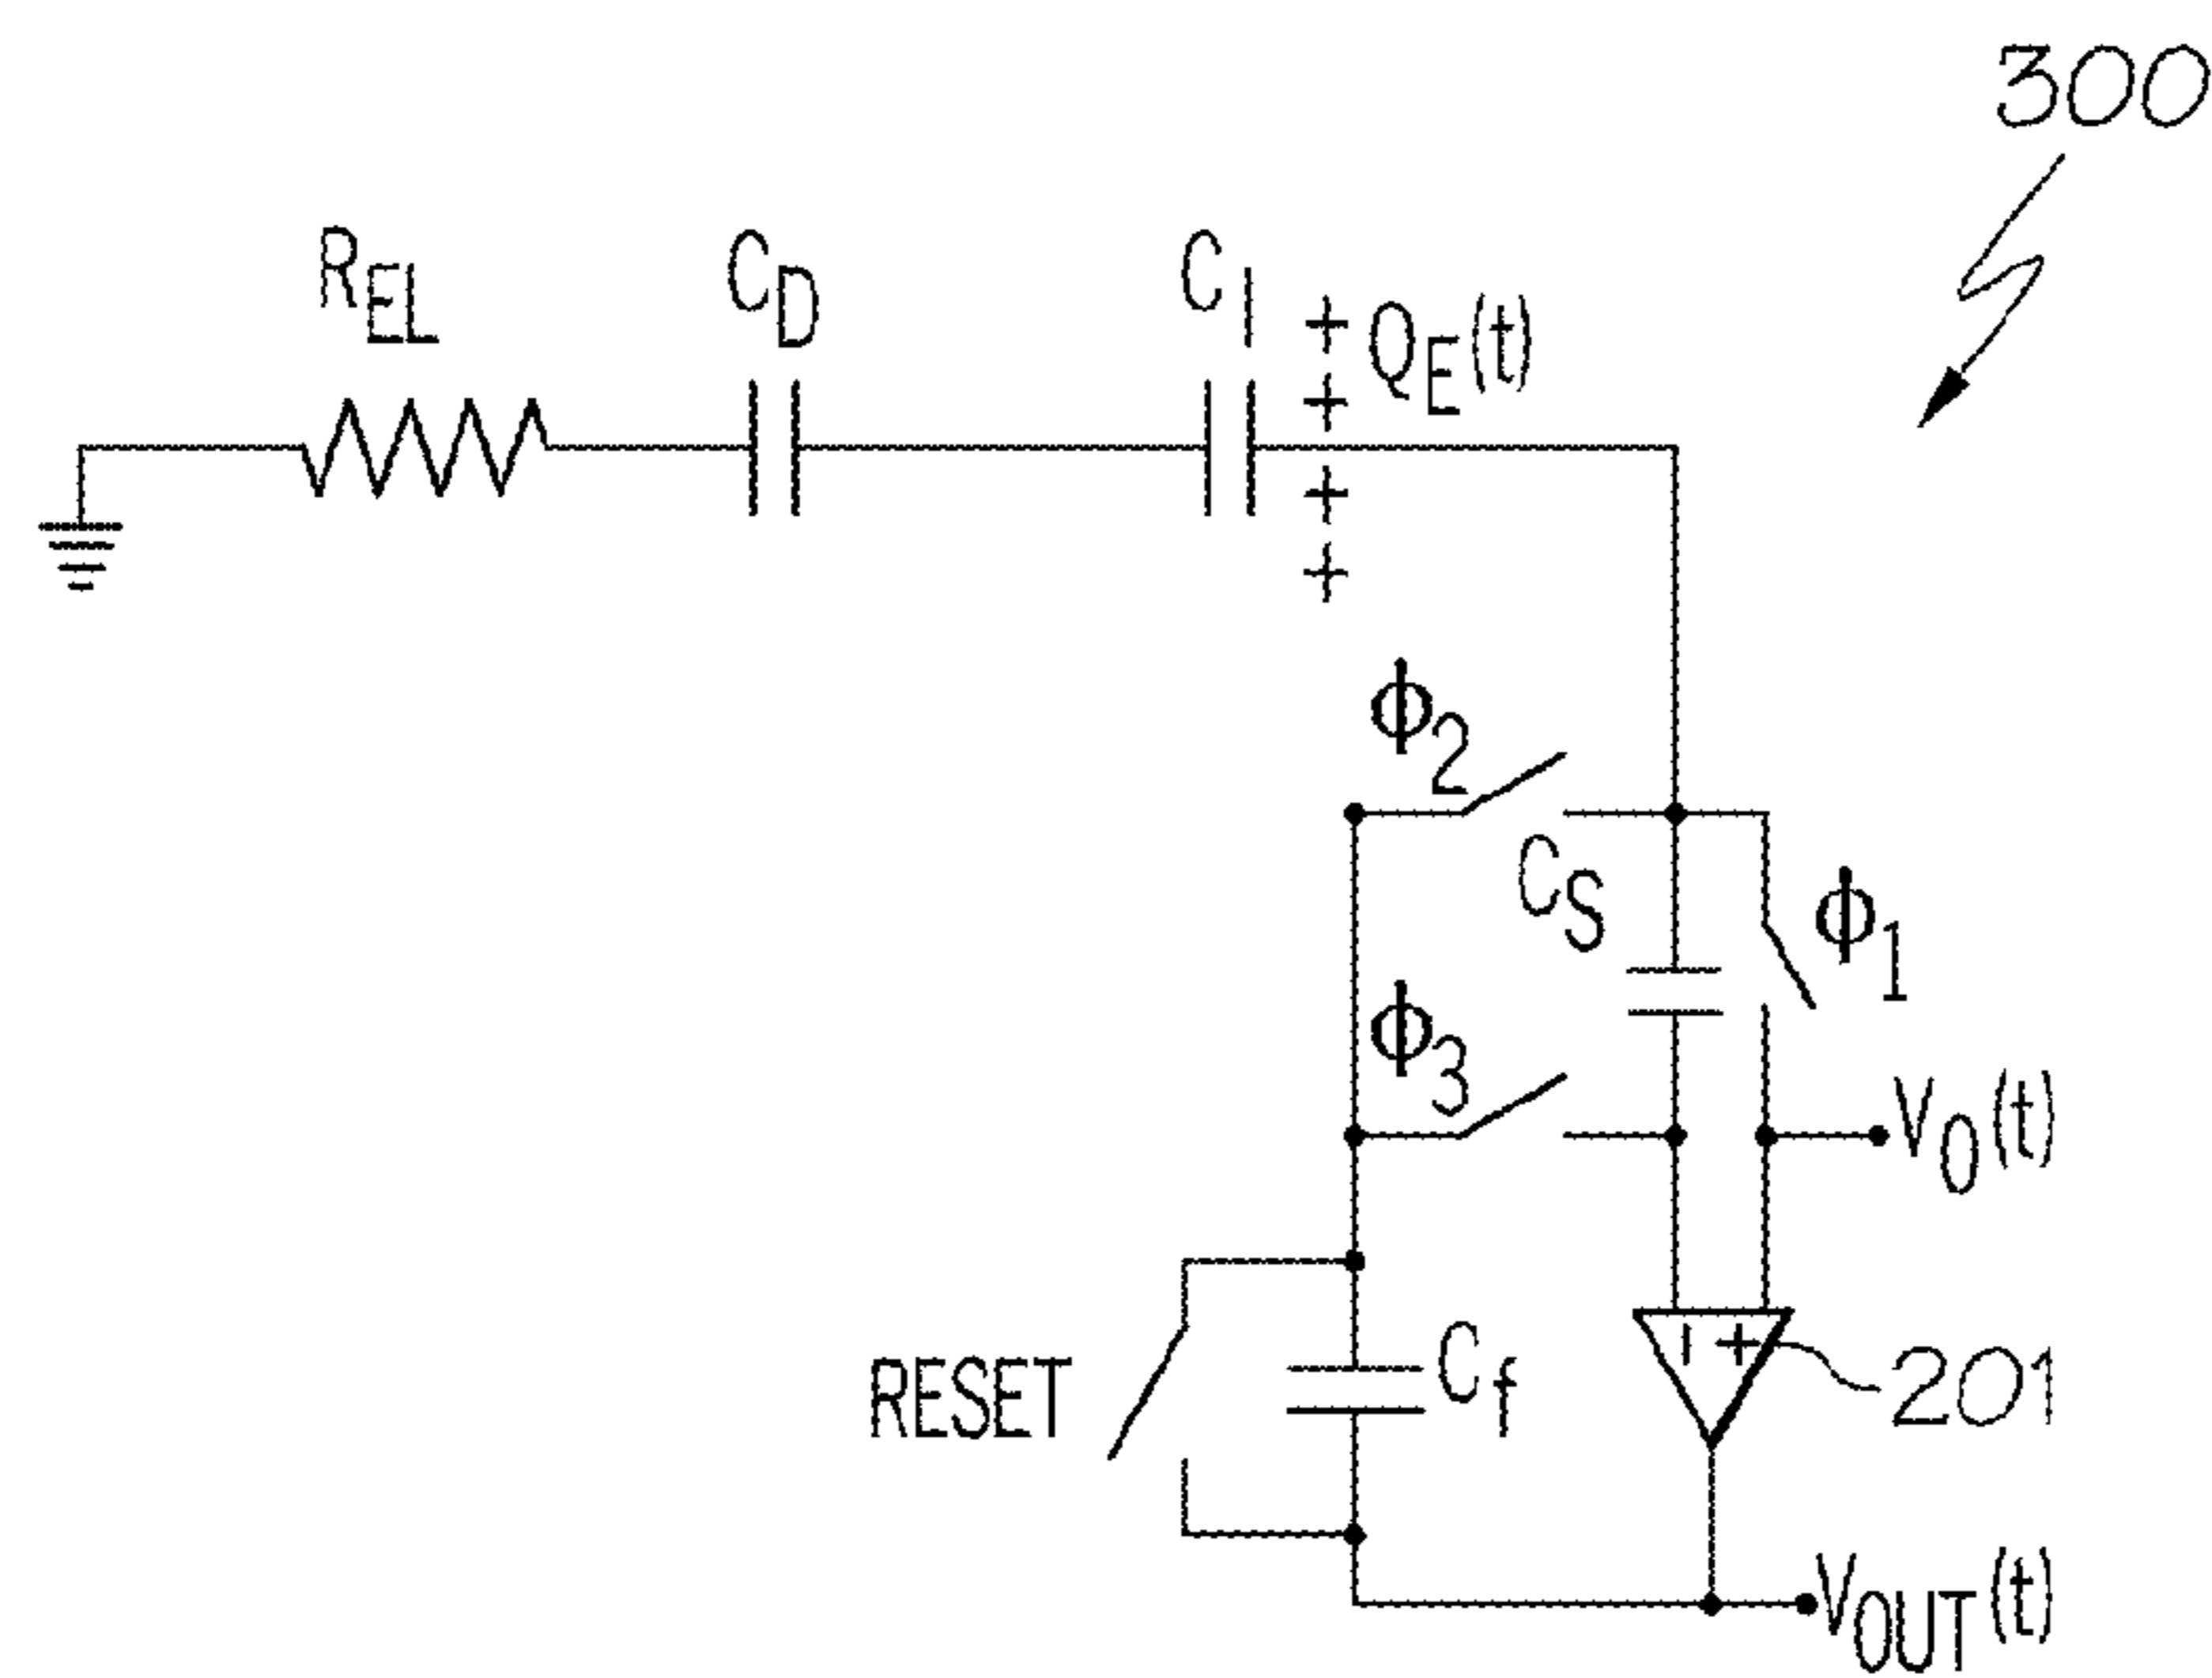 300
R_EL
C_D
C_I
+ Q_E(t)
+
+
+
ϕ_2
C_S
ϕ_1
ϕ_3
V_O(t)
- +
201
RESET
C_f
V_OUT(t)